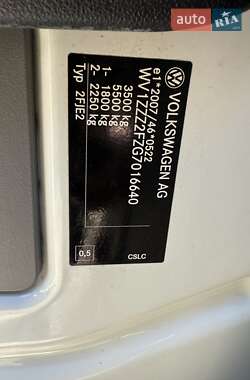 AUTO RIA
VOLKSWAGEN AG
e1*2007/46*0522
WV1ZZZ2FZG7016640
3500 kg
5500 kg
1- 1800 kg
2- 2250 kg
Typ 2FJE2
0,5
CSLC